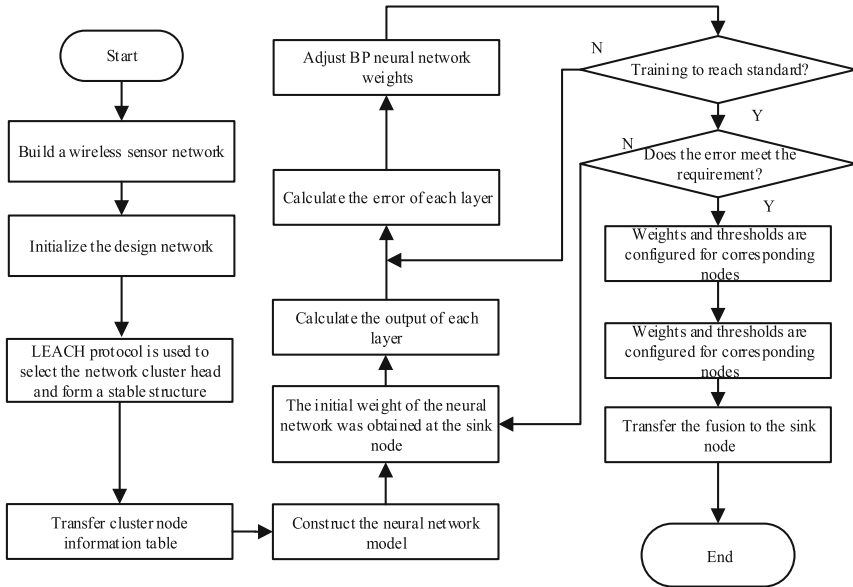 Start
Build a wireless sensor network
Initialize the design network
LEACH protocol is used to
select the network cluster head
and form a stable structure
Transfer cluster node
information table
Adjust BP neural network
weights
Calculate the error of each layer
Calculate the output of each
layer
The initial weight of the neural
network was obtained at the sink
node
Construct the neural network
model
N
Training to reach standard?
Y
N
Does the error meet the
requirement?
Y
Weights and thresholds are
configured for corresponding
nodes
Weights and thresholds are
configured for corresponding
nodes
Transfer the fusion to the sink
node
End